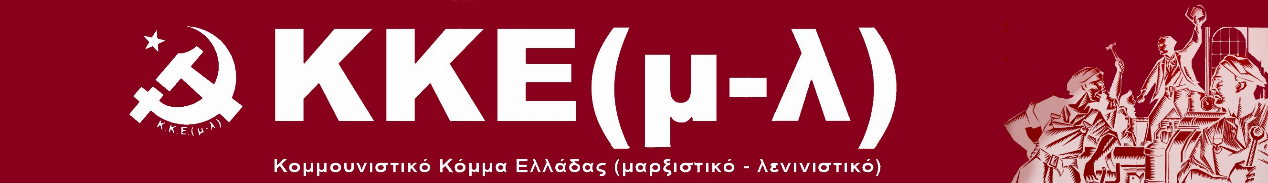 ΚΚΕ(μ-λ)
Κ.Κ.Ε.(μ-λ)
Κομμουνιστικό Κόμμα Ελλάδας (μαρξιστικό - λενινιστικό)